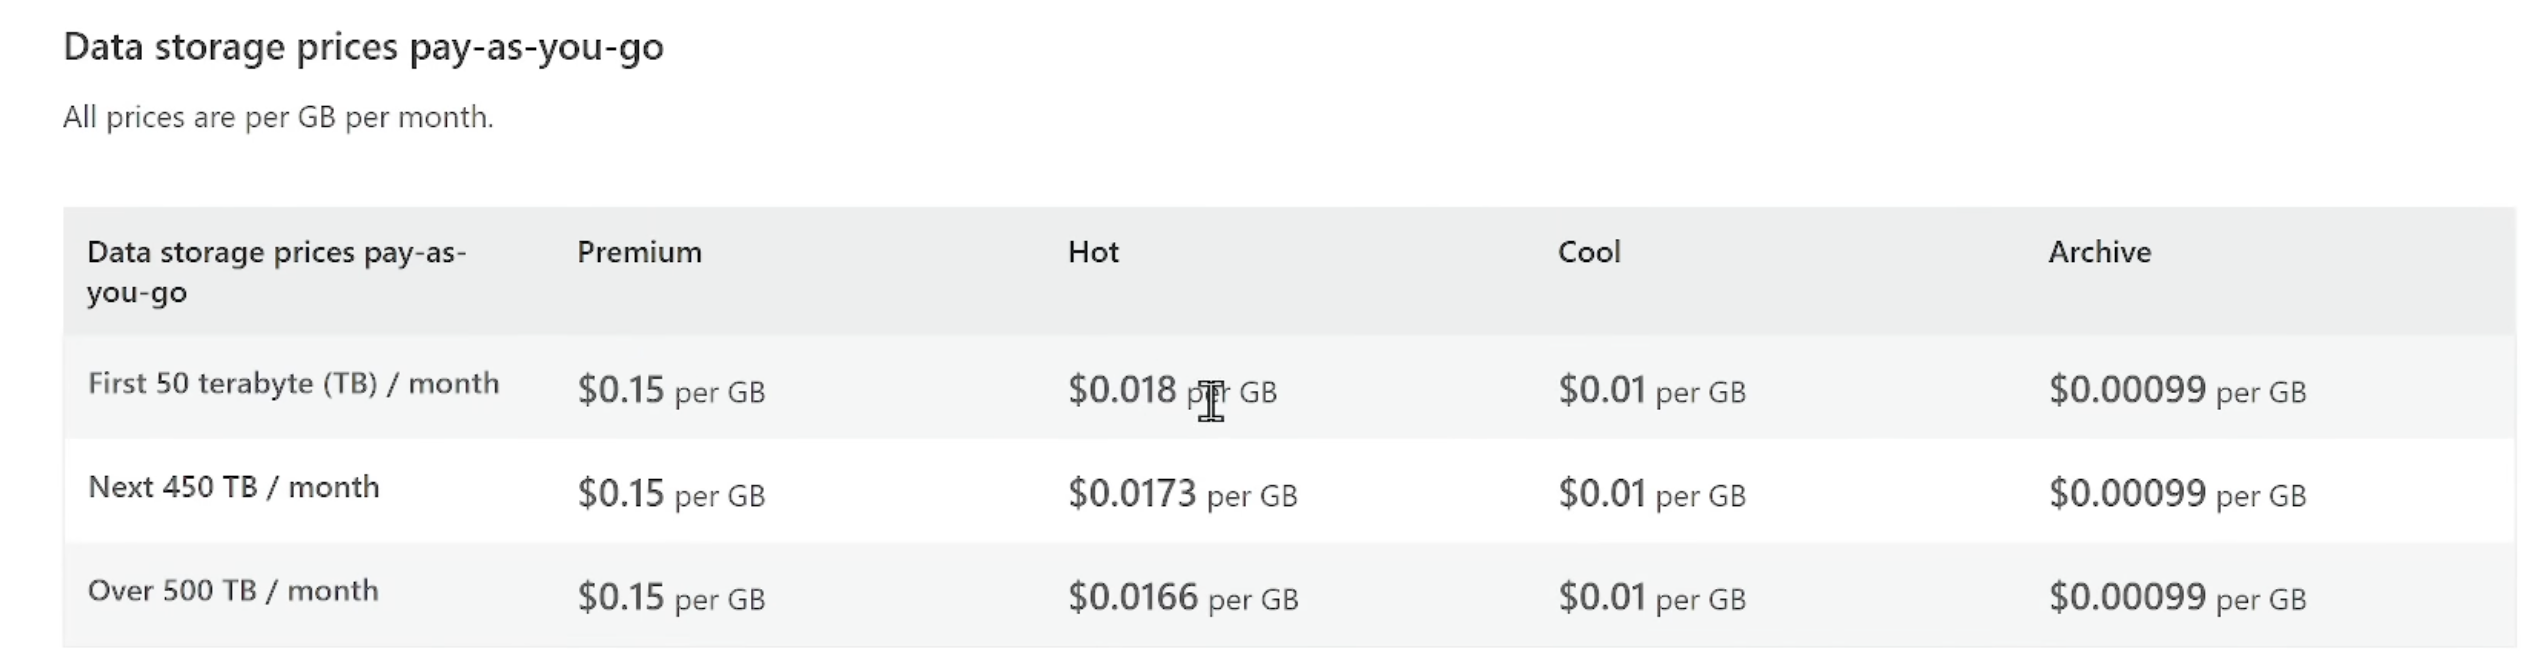 Data storage prices pay-as-you-go
All prices are per GB per month.
Data storage prices pay-as-
you-go
Premium
Hot
Cool
Archive
First 50 terabyte (TB) / month
$0.15 per GB
$0.018 per GB
$0.01 per GB
$0.00099 per GB
Next 450 TB / month
$0.15 per GB
$0.0173 per GB
$0.01 per GB
$0.00099 per GB
Over 500 TB / month
$0.15 per GB
$0.0166 per GB
$0.01 per GB
$0.00099 per GB